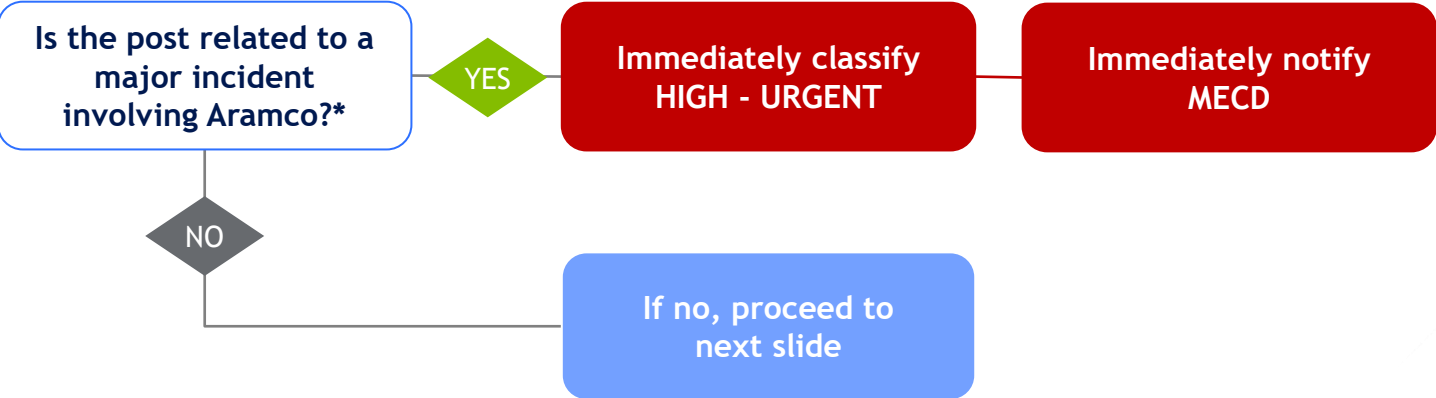 Is the post related to a
major incident
involving Aramco?*
YES
Immediately classify
HIGH - URGENT
Immediately notify
MECD
NO
If no, proceed to
next slide